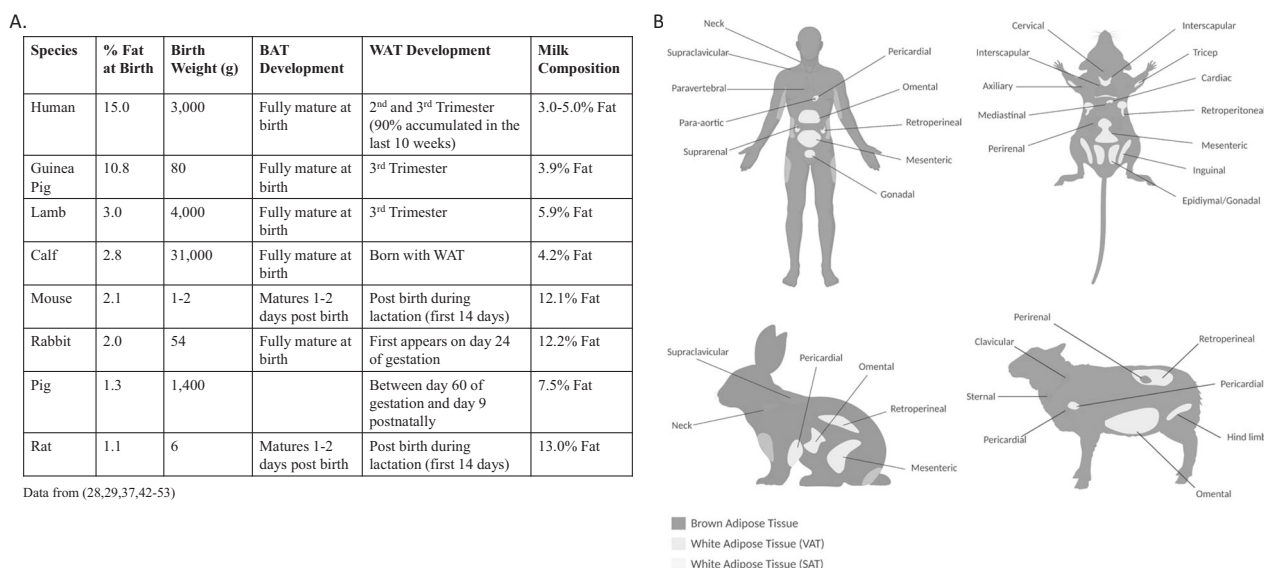 A.
Species | % Fat at Birth | Birth Weight (g) | BAT Development | WAT Development | Milk Composition
Human | 15.0 | 3,000 | Fully mature at birth | 2nd and 3rd Trimester (90% accumulated in the last 10 weeks) | 3.0-5.0% Fat
Guinea Pig | 10.8 | 80 | Fully mature at birth | 3rd Trimester | 3.9% Fat
Lamb | 3.0 | 4,000 | Fully mature at birth | 3rd Trimester | 5.9% Fat
Calf | 2.8 | 31,000 | Fully mature at birth | Born with WAT | 4.2% Fat
Mouse | 2.1 | 1-2 | Matures 1-2 days post birth | Post birth during lactation (first 14 days) | 12.1% Fat
Rabbit | 2.0 | 54 | Fully mature at birth | First appears on day 24 of gestation | 12.2% Fat
Pig | 1.3 | 1,400 | | Between day 60 of gestation and day 9 postnatally | 7.5% Fat
Rat | 1.1 | 6 | Matures 1-2 days post birth | Post birth during lactation (first 14 days) | 13.0% Fat
Data from (28,29,37,42-53)
B
Neck
Supraclavicular
Paravertebral
Para-aortic
Suprarenal
Pericardial
Omental
Retroperineal
Mesenteric
Gonadal
Cervical
Interscapular
Axiliary
Mediastinal
Perirenal
Interscapular
Tricep
Cardiac
Retroperitoneal
Mesenteric
Inguinal
Epidiymal/Gonadal
Supraclavicular
Neck
Pericardial
Omental
Retroperineal
Mesenteric
Perirenal
Clavicular
Sternal
Pericardial
Retroperineal
Pericardial
Hind limb
Omental
Brown Adipose Tissue
White Adipose Tissue (VAT)
White Adipose Tissue (SAT)